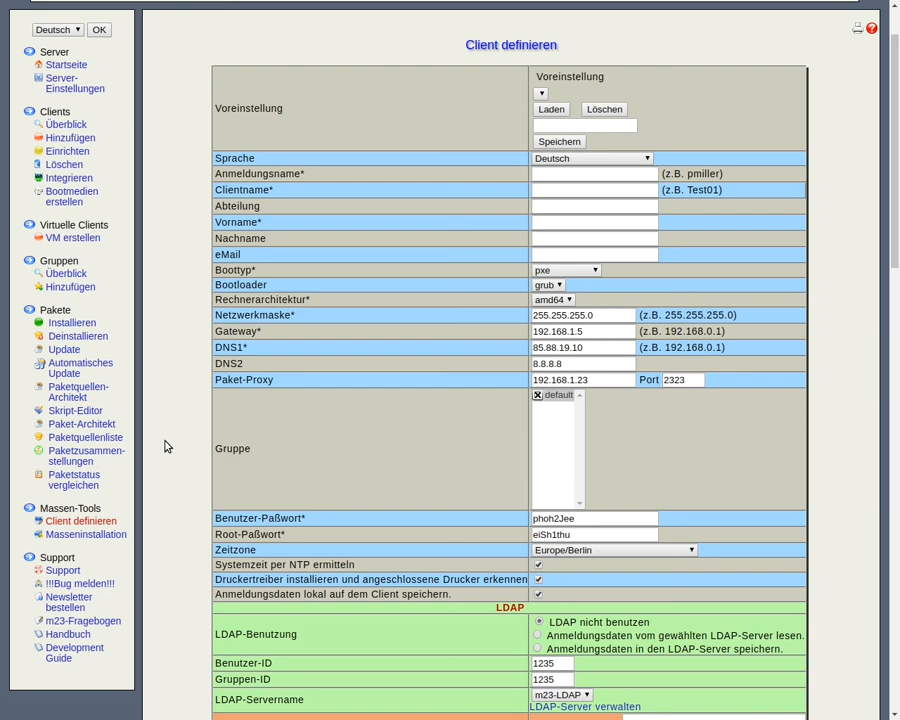 Deutsch
OK
Server
Startseite
Server-
Einstellungen
Clients
Überblick
Hinzufügen
Einrichten
Löschen
Integrieren
Bootmedien
erstellen
Virtuelle Clients
VM erstellen
Gruppen
Überblick
Hinzufügen
Pakete
Installieren
Deinstallieren
Update
Automatisches
Update
Paketquellen-
Architekt
Skript-Editor
Paket-Architekt
Paketquellenliste
Paketzusammen-
stellungen
Paketstatus
vergleichen
Massen-Tools
Client definieren
Masseninstallation
Support
Support
!!!Bug melden!!!
Newsletter
bestellen
m23-Fragebogen
Handbuch
Development
Guide
Client definieren
Voreinstellung
Voreinstellung
Laden Löschen
Speichern
Sprache Deutsch
Anmeldungsname* (z.B. pmiller)
Clientname* (z.B. Test01)
Abteilung
Vorname*
Nachname
eMail
Boottyp* pxe
Bootloader grub
Rechnerarchitektur* amd64
Netzwerkmaske* 255.255.255.0 (z.B. 255.255.255.0)
Gateway* 192.168.1.5 (z.B. 192.168.0.1)
DNS1* 85.88.19.10 (z.B. 192.168.0.1)
DNS2 8.8.8.8
Paket-Proxy 192.168.1.23 Port 2323
Gruppe default
Benutzer-Paßwort* phoh2Jee
Root-Paßwort* eiSh1thu
Zeitzone Europe/Berlin
Systemzeit per NTP ermitteln
Druckertreiber installieren und angeschlossene Drucker erkennen
Anmeldungsdaten lokal auf dem Client speichern.
LDAP
LDAP-Benutzung
LDAP nicht benutzen
Anmeldungsdaten vom gewählten LDAP-Server lesen.
Anmeldungsdaten in den LDAP-Server speichern.
Benutzer-ID 1235
Gruppen-ID 1235
LDAP-Servername m23-LDAP
LDAP-Server verwalten